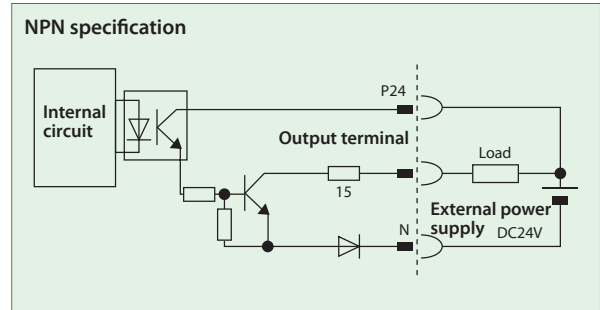 NPN specification
Internal
circuit
P24
Output terminal
Load
15
External power
supply DC24V
N